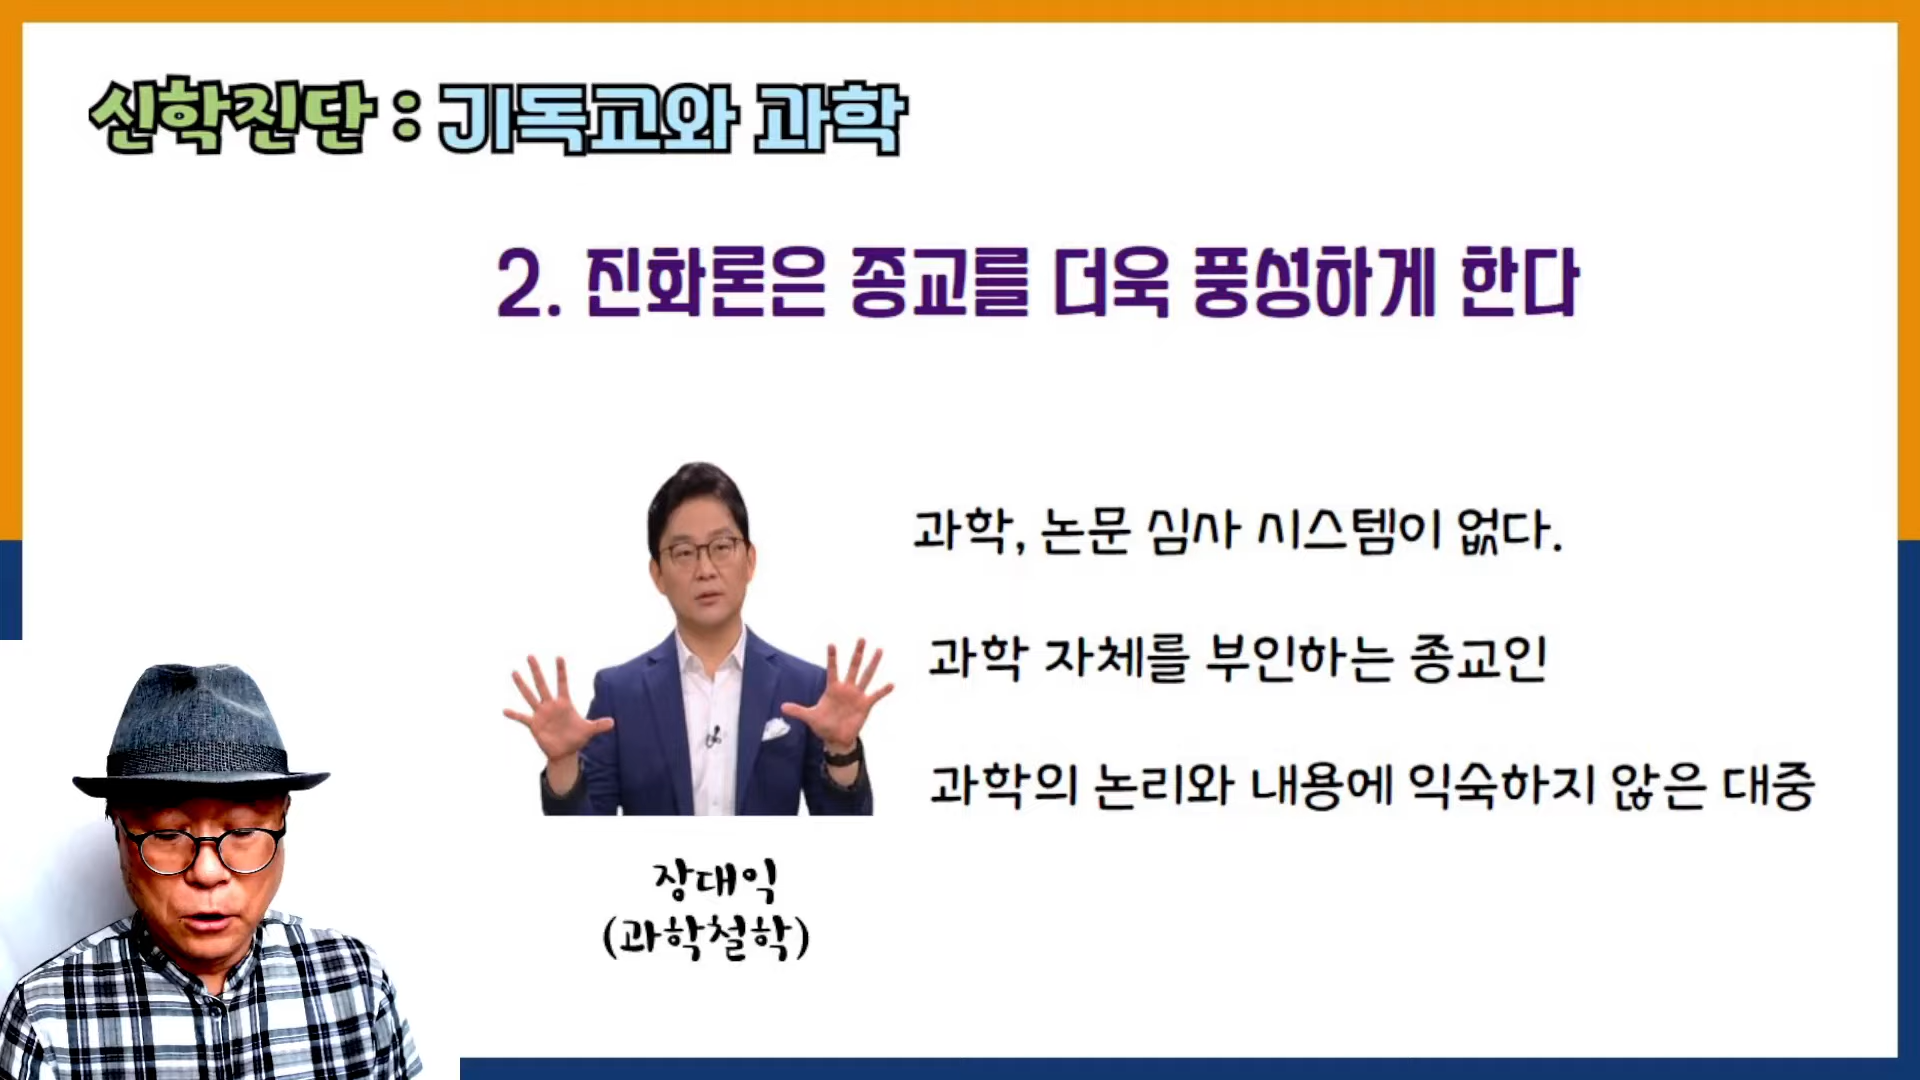 신학진단 : 기독교와 과학
2. 진화론은 종교를 더욱 풍성하게 한다
과학, 논문 심사 시스템이 없다.
과학 자체를 부인하는 종교인
과학의 논리와 내용에 익숙하지 않은 대중
장대익
(과학철학)